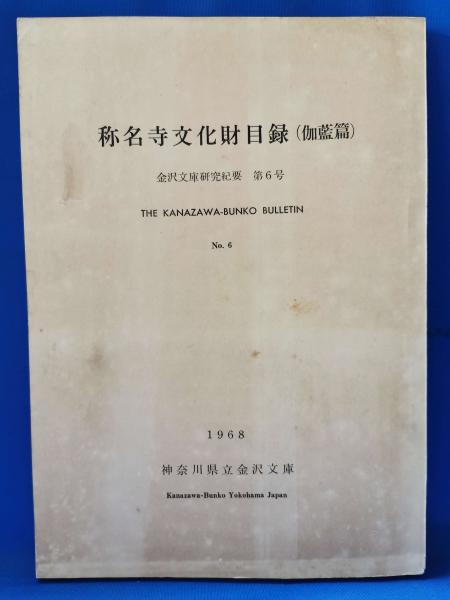 称名寺文化財目録(伽藍篇)
金沢文庫研究紀要 第6号
THE KANAZAWA-BUNKO BULLETIN
No. 6
1968
神奈川県立金沢文庫
Kanazawa-Bunko Yokohama Japan